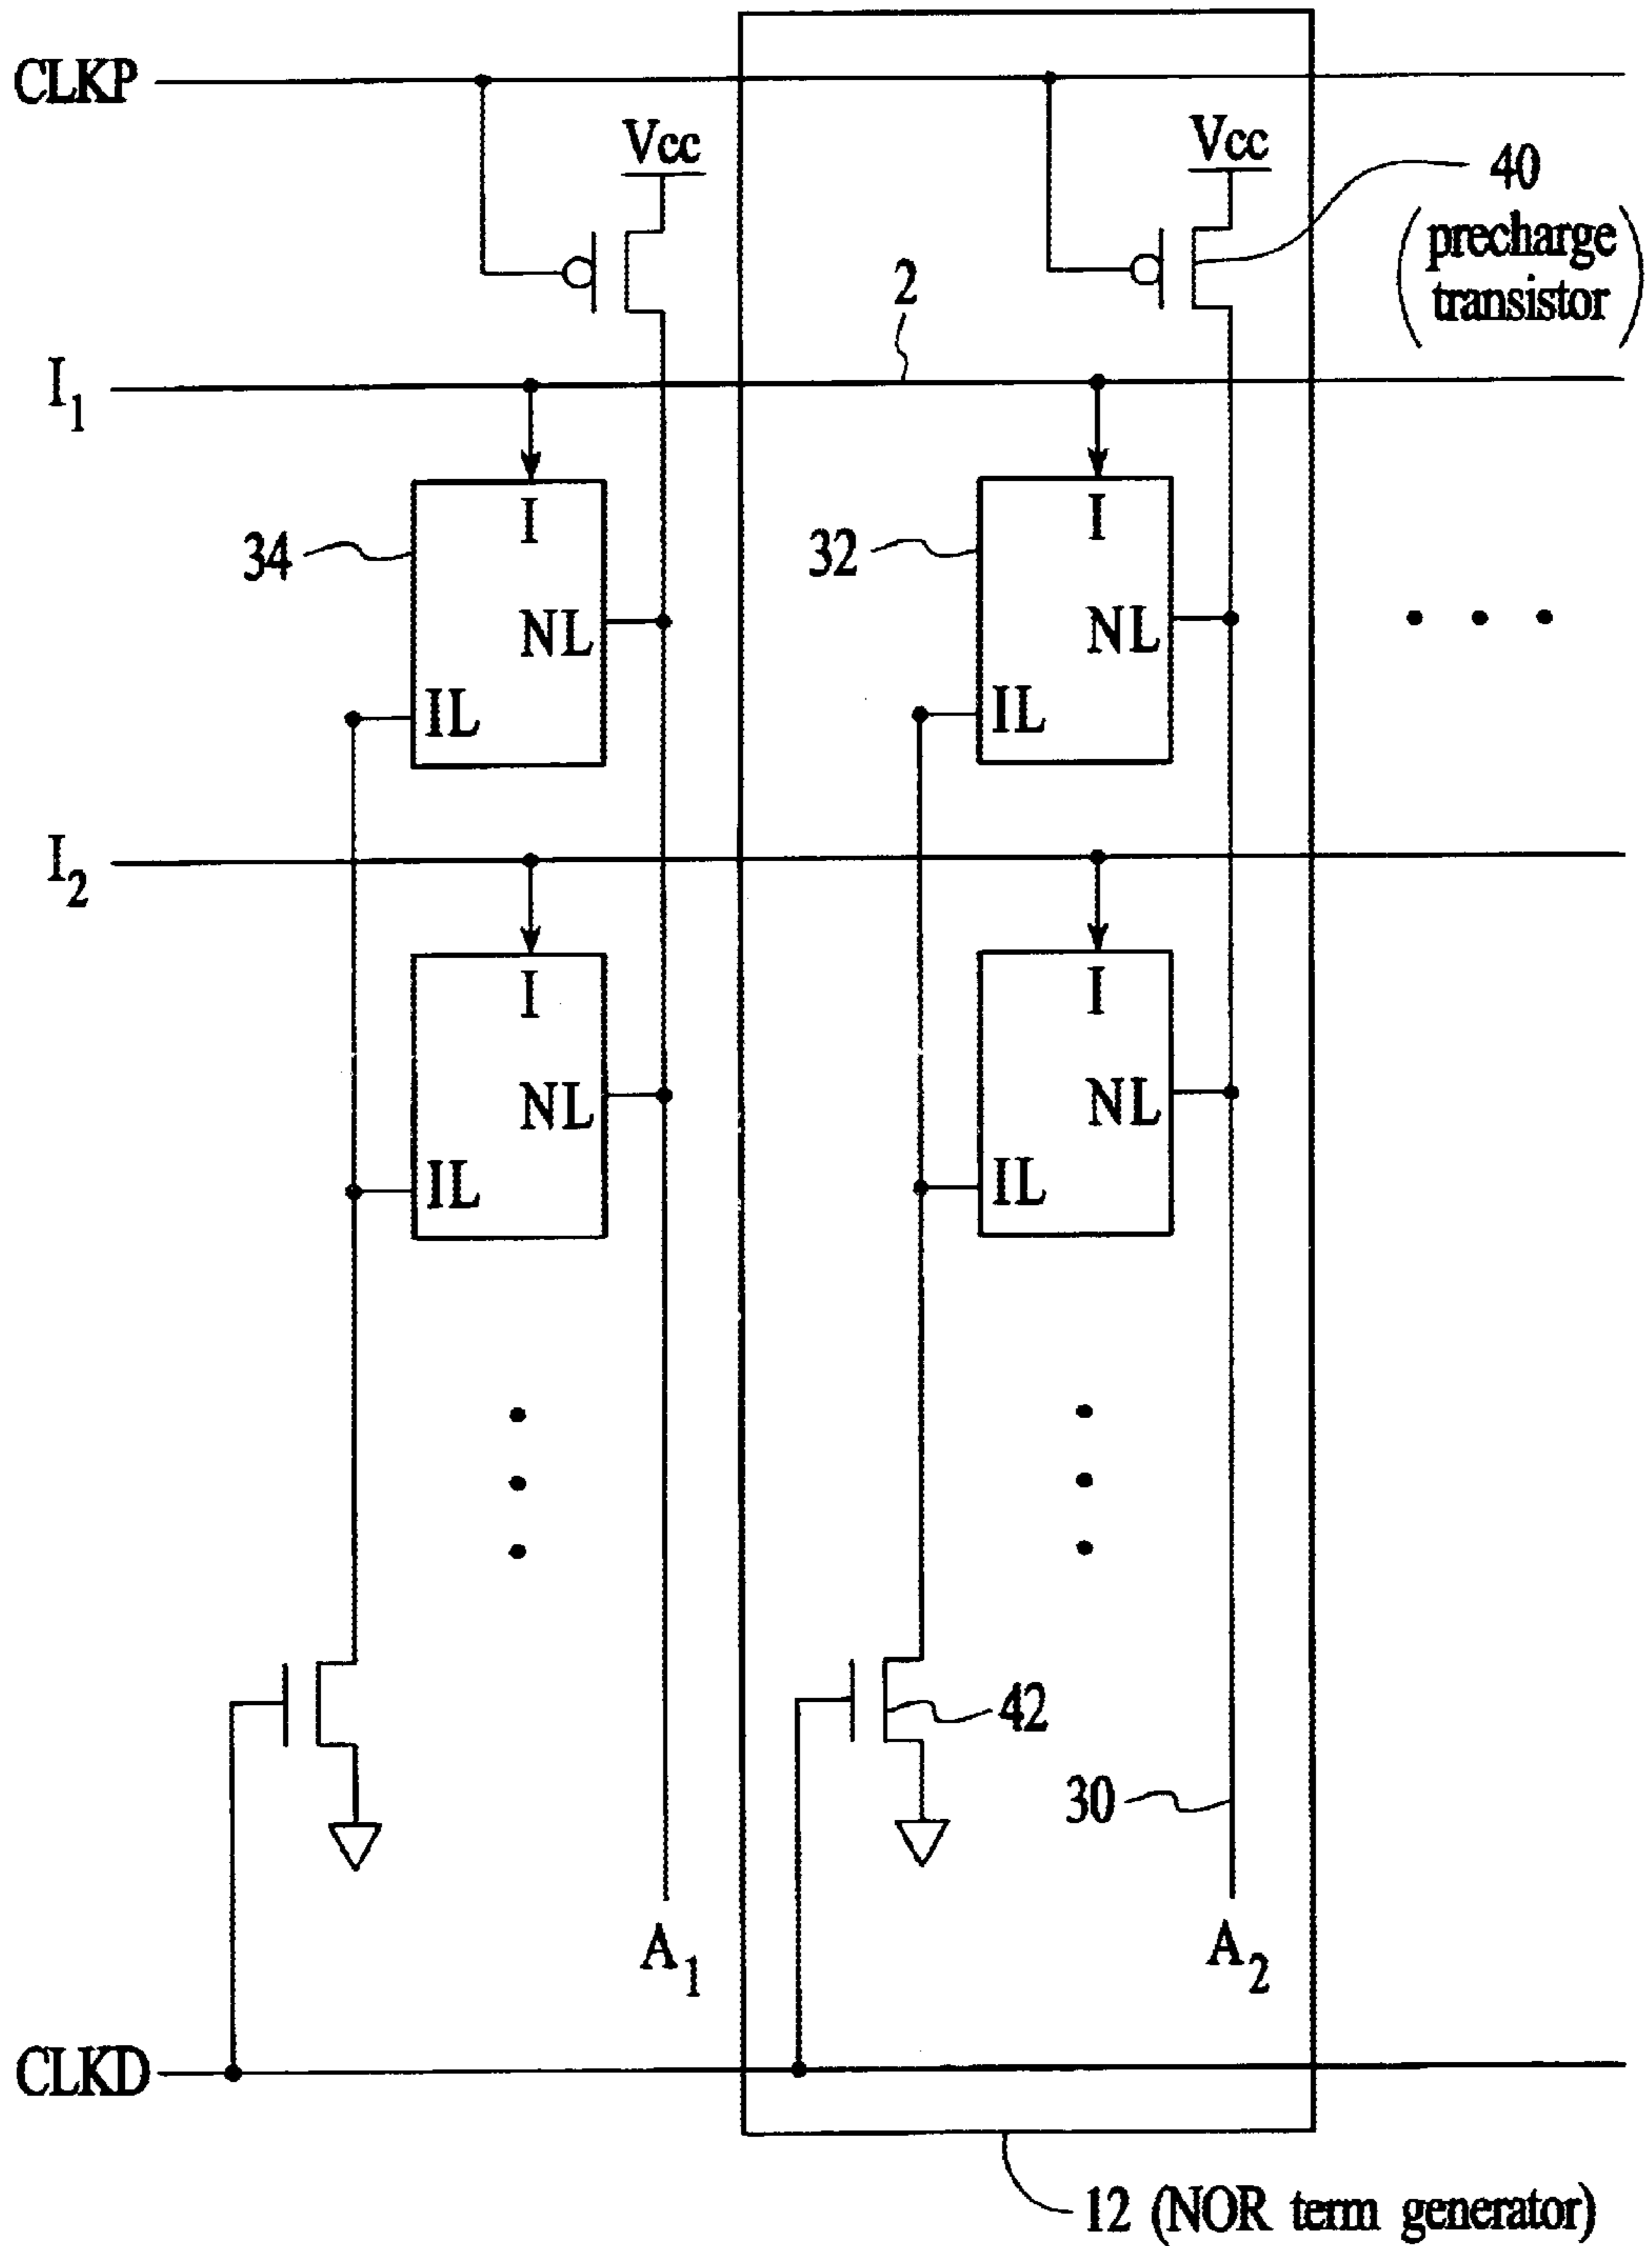 CLKP
Vcc
Vcc
40
(precharge
transistor)
2
I1
I
I
34
32
NL
NL
IL
IL
I2
I
I
NL
NL
IL
IL
42
30
A1
A2
CLKD
12 (NOR term generator)